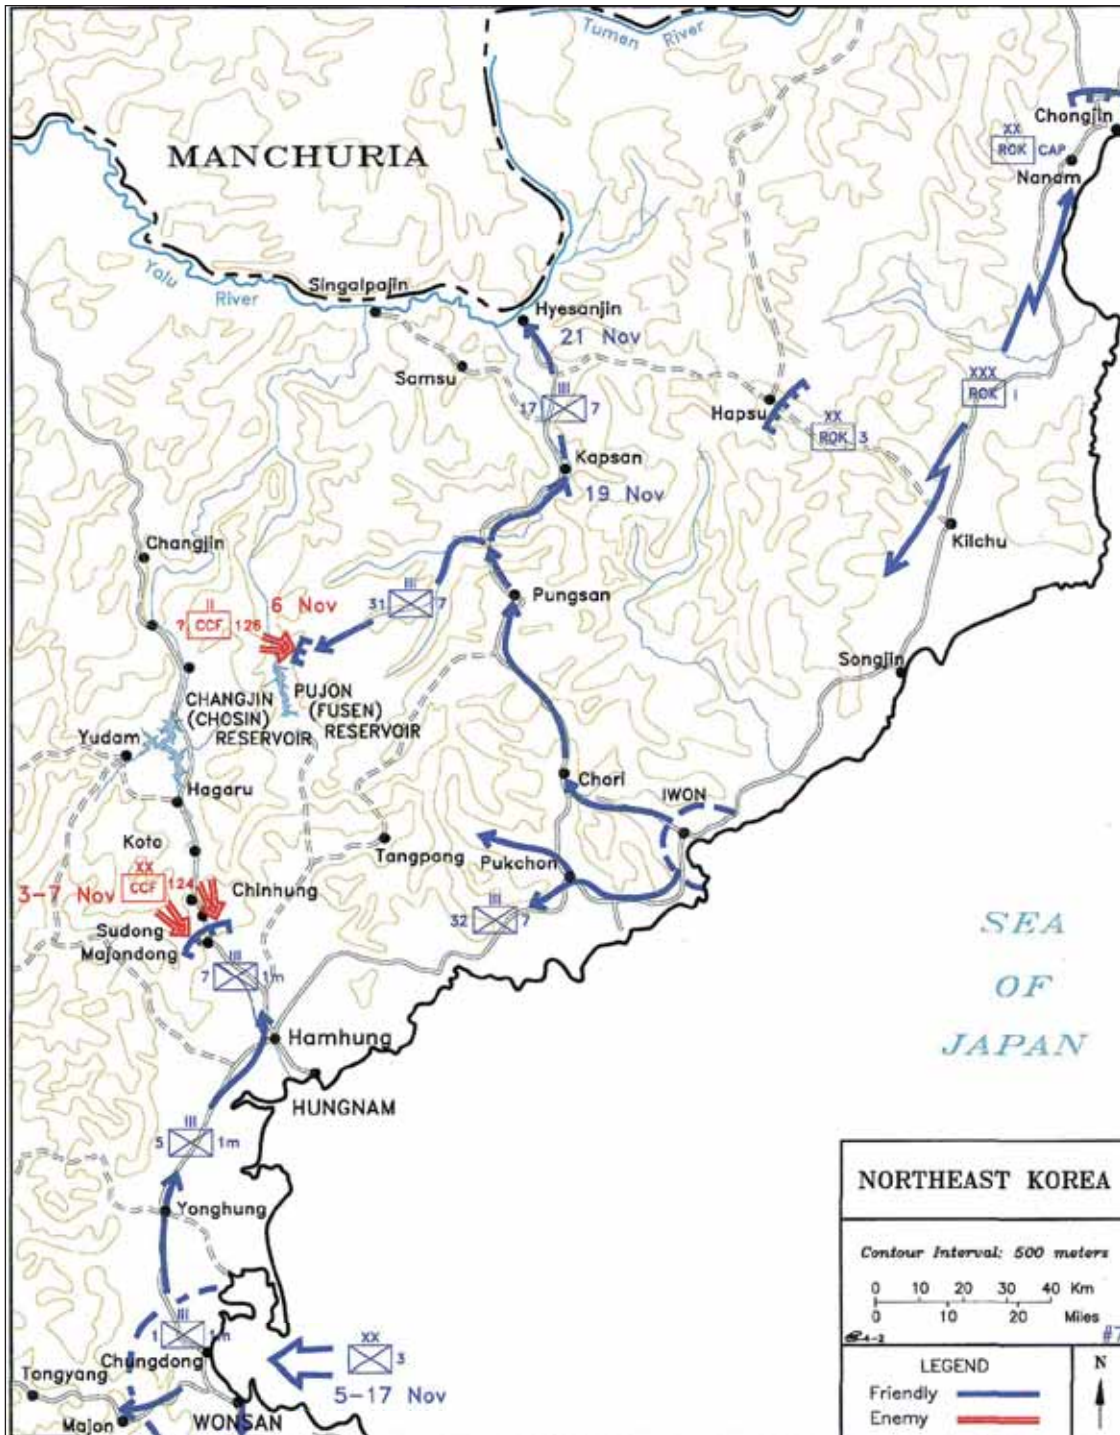 Tumen
River
Chongjin
XX
ROK CAP
Nanam
MANCHURIA
Yalu
River
Singalpajin
Hyesanjin
21 Nov
Samsu
III
17 7
XXX
ROK I
Hapsu
XX
ROK 3
Kapsan
19 Nov
Kilchu
Changjin
III
31 7
Pungsan
6 Nov
II
? CCF 126
Songjin
CHANGJIN
(CHOSIN)
RESERVOIR
PUJON
(FUSEN)
RESERVOIR
Yudam
Hagaru
Chori
IWON
Koto
Tangpang
Pukchon
XX
CCF 124
3-7 Nov
Chinhung
III
32 7
Sudong
Majondong
III
7 1m
SEA
OF
JAPAN
Hamhung
HUNGNAM
III
5 1m
Yonghung
III
1 1m
Chungdong
XX
3
5-17 Nov
Tongyang
Majon
WONSAN
NORTHEAST KOREA
Contour Interval: 500 meters
0 10 20 30 40 Km
0 10 20 Miles
#7
LEGEND
Friendly
Enemy
N